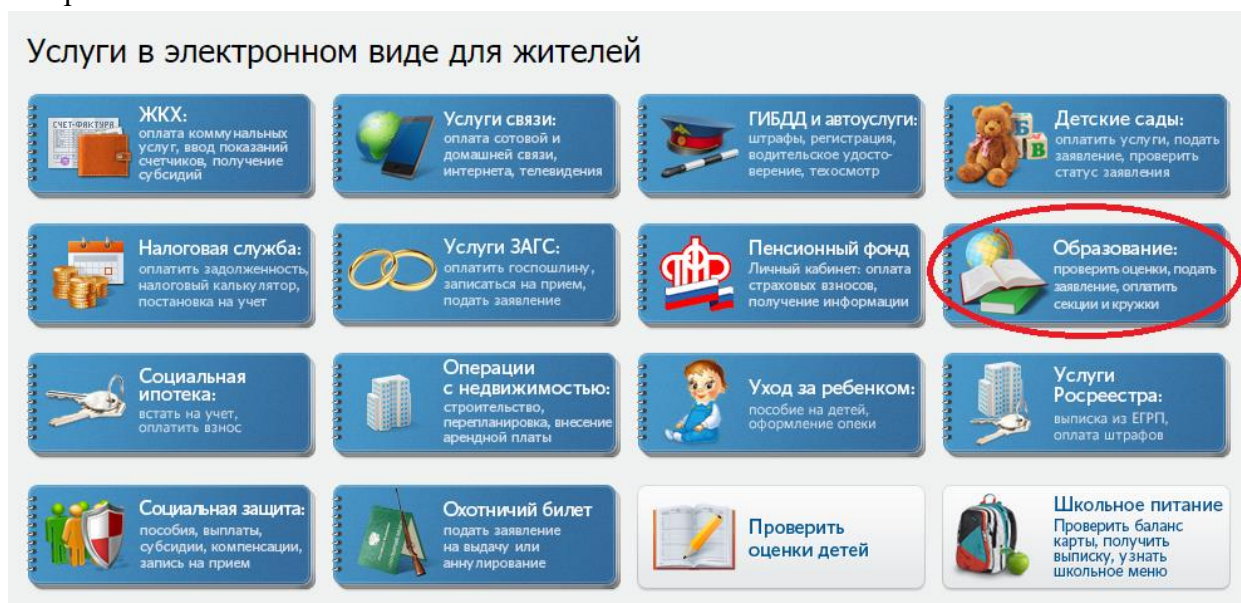 Услуги в электронном виде для жителей
ЖКХ:
оплата коммунальных
услуг, ввод показаний
счетчиков, получение
субсидий
СЧЕТ-ФАКТУРА
Услуги связи:
оплата сотовой и
домашней связи,
интернета, телевидения
ГИБДД и автоуслуги:
штрафы, регистрация,
водительское удосто-
верение, техосмотр
Детские сады:
оплатить услуги, подать
заявление, проверить
статус заявления
Б
В
Налоговая служба:
оплатить задолженность,
налоговый калькулятор,
постановка на учет
Услуги ЗАГС:
оплатить госпошлину,
записаться на прием,
подать заявление
Пенсионный фонд
Личный кабинет: оплата
страховых взносов,
получение информации
Образование:
проверить оценки, подать
заявление, оплатить
секции и кружки
Социальная
ипотека:
встать на учет,
оплатить взнос
Операции
с недвижимостью:
строительство,
перепланировка, внесение
арендной платы
Уход за ребенком:
пособие на детей,
оформление опеки
Услуги
Росреестра:
выписка из ЕГРП,
оплата штрафов
Социальная защита:
пособия, выплаты,
субсидии, компенсации,
запись на прием
Охотничий билет
подать заявление
на выдачу или
аннулирование
Проверить
оценки детей
Школьное питание
Проверить баланс
карты, получить
выписку, узнать
школьное меню